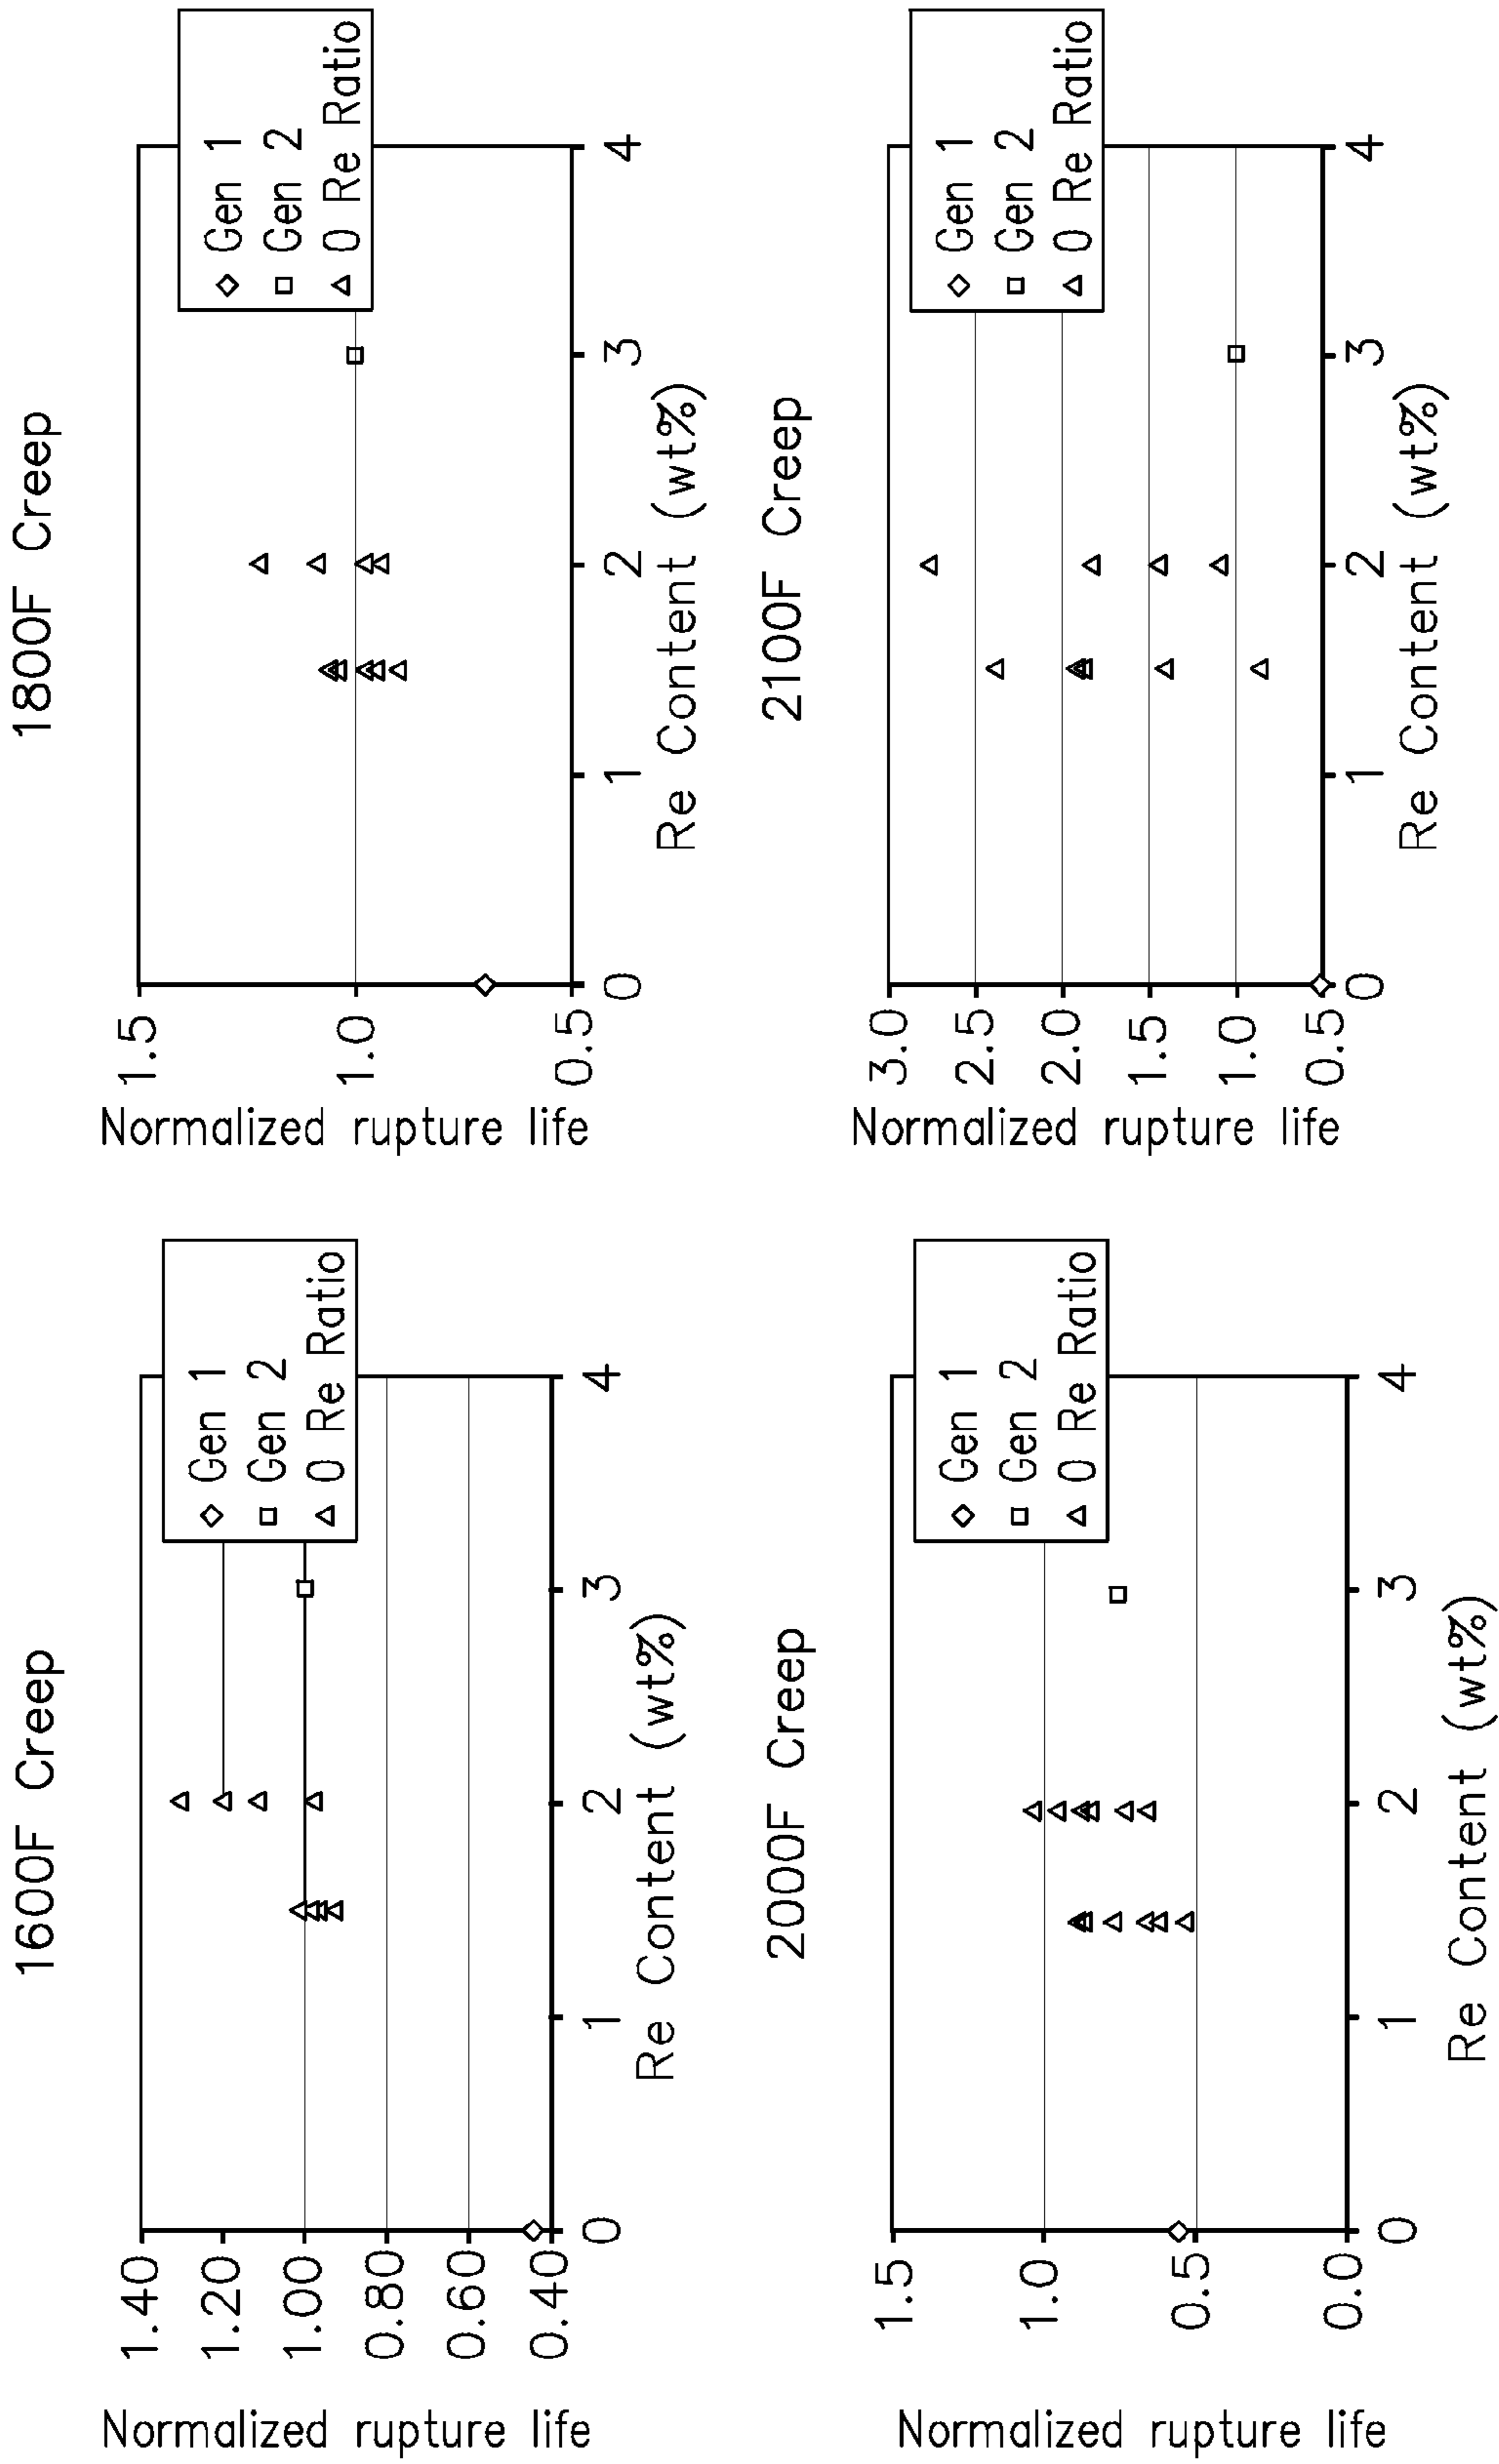 1600F Creep
Normalized rupture life
1.40
1.20
1.00
0.80
0.60
0.40
0 1 2 3 4
Re Content (wt%)
Gen 1
Gen 2
0 Re Ratio
1800F Creep
Normalized rupture life
1.5
1.0
0.5
0 1 2 3 4
Re Content (wt%)
Gen 1
Gen 2
0 Re Ratio
2000F Creep
Normalized rupture life
1.5
1.0
0.5
0.0
0 1 2 3 4
Re Content (wt%)
Gen 1
Gen 2
0 Re Ratio
2100F Creep
Normalized rupture life
3.0
2.5
2.0
1.5
1.0
0.5
0 1 2 3 4
Re Content (wt%)
Gen 1
Gen 2
0 Re Ratio